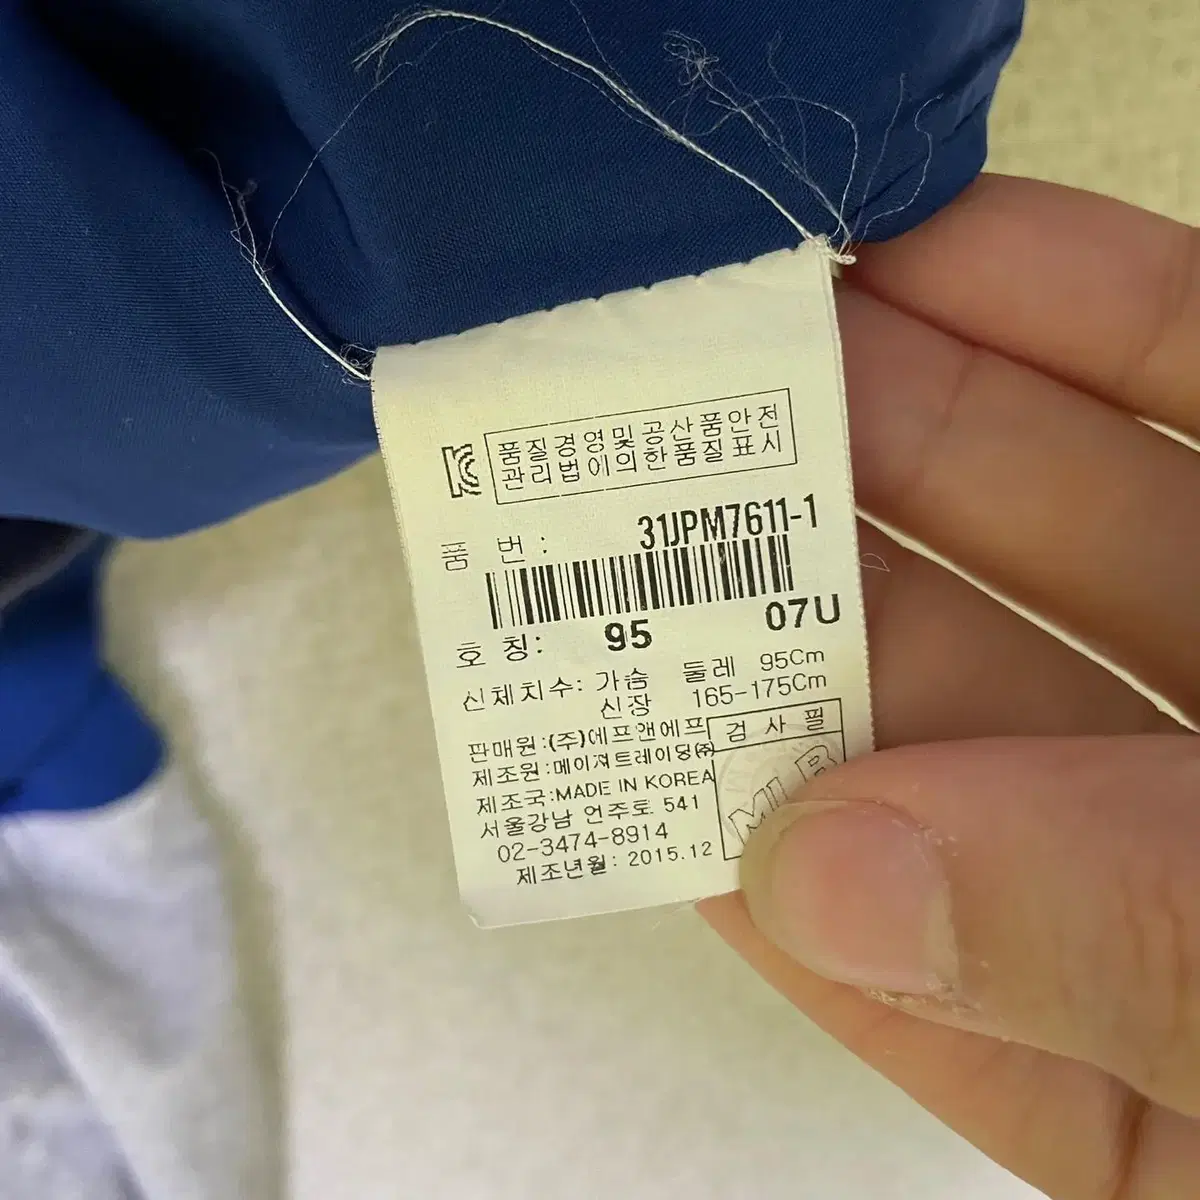 품질경영및공산품안전
관리법에의한품질표시
품 번 : 31JPM7611-1
호 칭: 95 07U
신체치수: 가슴 둘레 95Cm
신장 165-175Cm
판매원:(주)에프앤에프
제조원:메이져트레이딩(주)
제조국:MADE IN KOREA
서울강남 언주로 541
02-3474-8914
제조년월: 2015.12
검 사 필
MLB